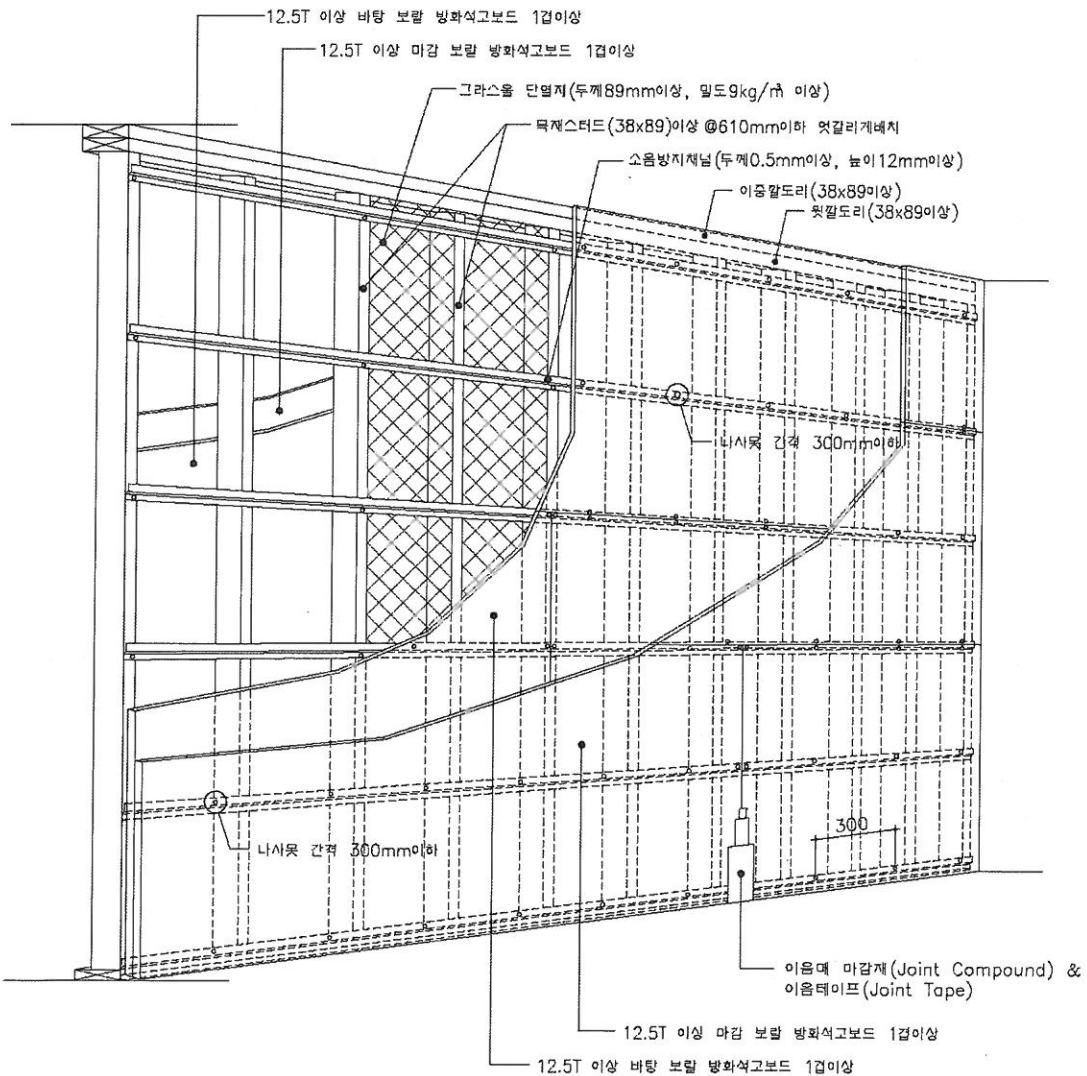 12.5T 이상 바탕 보랄 방화석고보드 1겹이상
12.5T 이상 마감 보랄 방화석고보드 1겹이상
그라스울 단열재(두께89mm이상, 밀도9kg/㎥ 이상)
목재스터드(38x89)이상 @610mm이하 엇갈리게배치
소음방지채널(두께0.5mm이상, 높이12mm이상)
이중깔도리(38x89이상)
윗깔도리(38x89이상)
나사못 간격 300mm이하
나사못 간격 300mm이하
300
이음매 마감재(Joint Compound) &
이음테이프(Joint Tape)
12.5T 이상 마감 보랄 방화석고보드 1겹이상
12.5T 이상 바탕 보랄 방화석고보드 1겹이상